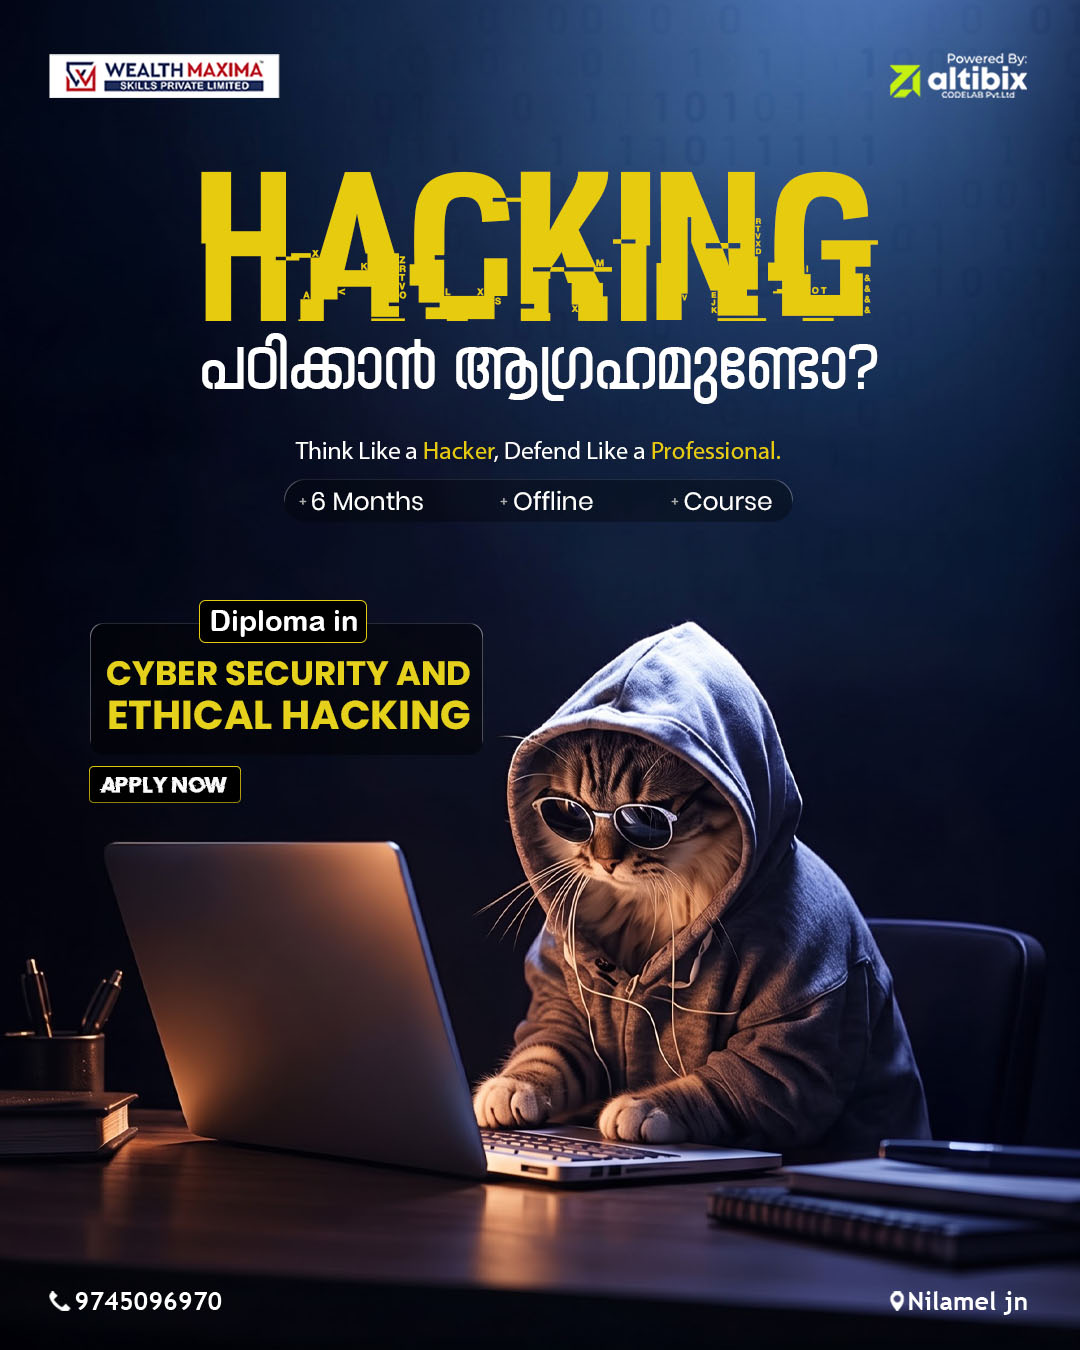 WEALTH MAXIMA
SKILLS PRIVATE LIMITED
Powered By:
altibix
CODELAB Pvt.Ltd
HACKING
പഠിക്കാൻ ആഗ്രഹമുണ്ടോ?
Think Like a Hacker, Defend Like a Professional.
+ 6 Months + Offline + Course
Diploma in
CYBER SECURITY AND
ETHICAL HACKING
APPLY NOW
9745096970
Nilamel jn